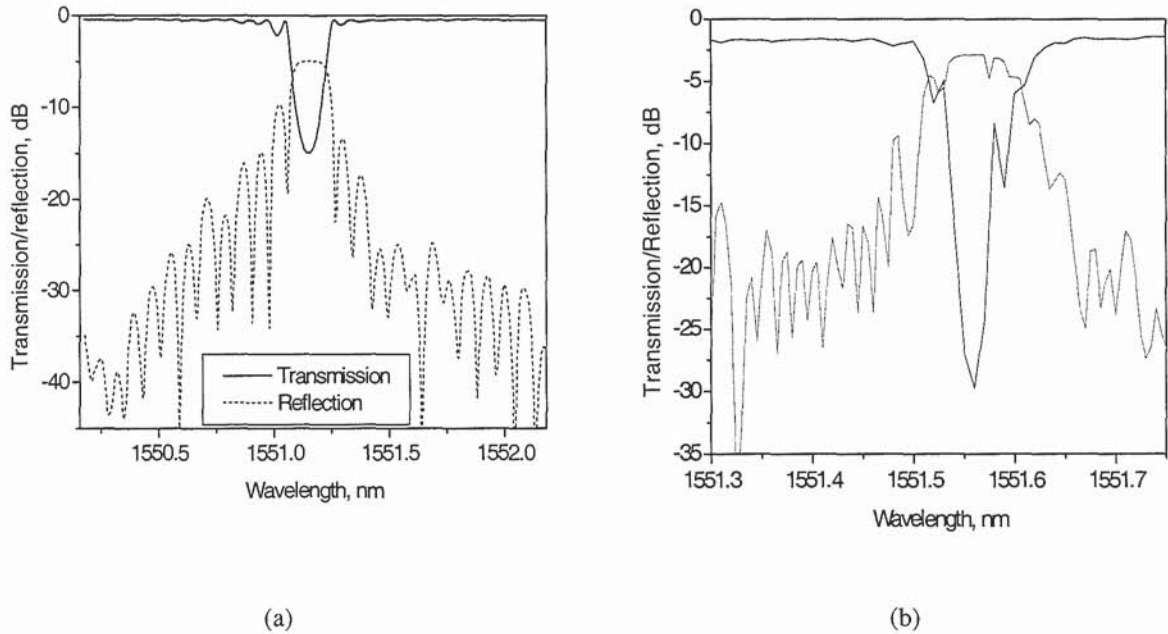 0
-10
-20
-30
-40
Transmission/reflection, dB
Transmission
Reflection
1550.5 1551.0 1551.5 1552.0
Wavelength, nm
(a)
0
-5
-10
-15
-20
-25
-30
-35
Transmission/Reflection, dB
1551.3 1551.4 1551.5 1551.6 1551.7
Wavelength, nm
(b)